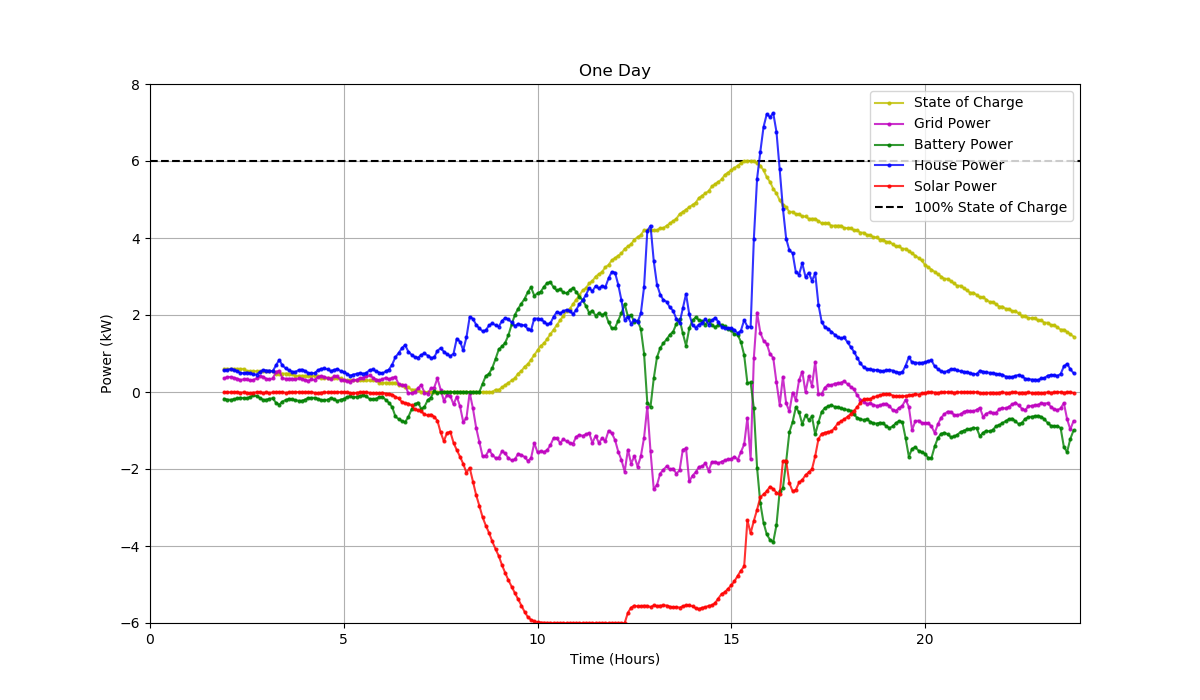 One Day
8
6
4
2
0
−2
−4
−6
Power (kW)
0
5
10
15
20
Time (Hours)
State of Charge
Grid Power
Battery Power
House Power
Solar Power
100% State of Charge